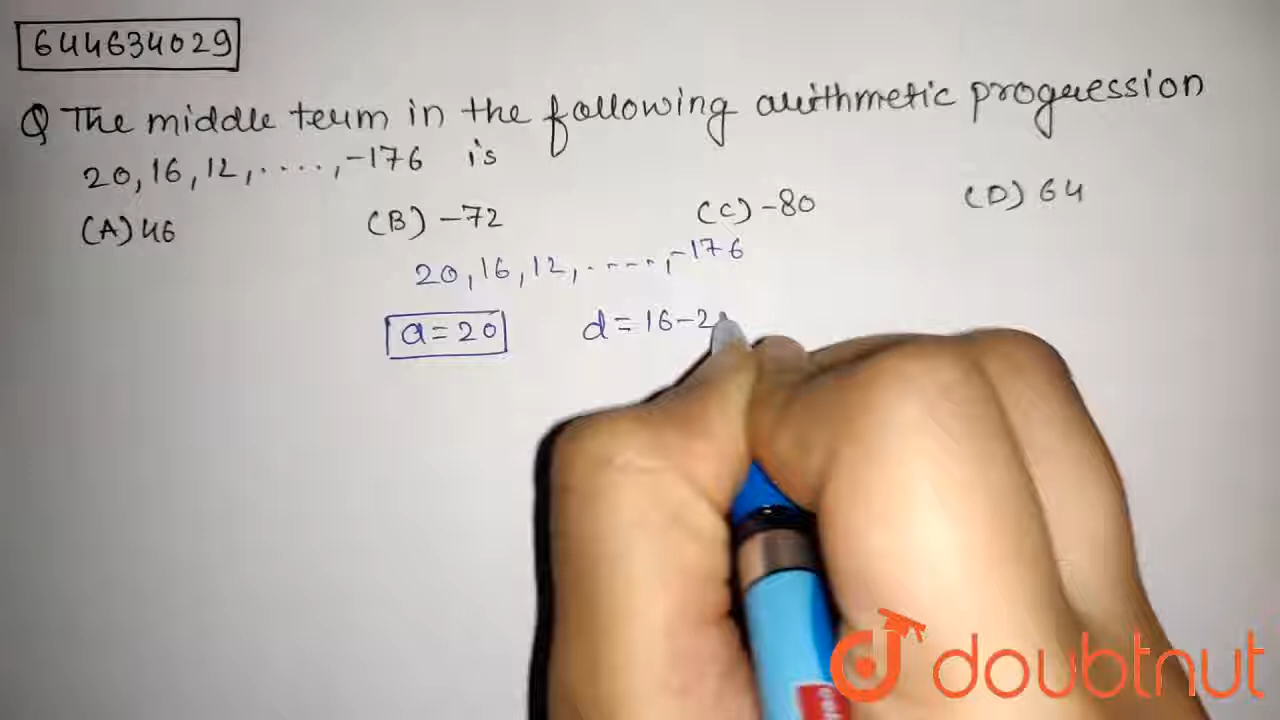 644634029
Q The middle term in the following arithmetic progression
20, 16, 12, ....., -176 is
(A) 46 (B) -72 (C) -80 (D) 64
20, 16, 12, ....., -176
a = 20 d = 16 - 2
doubtnut